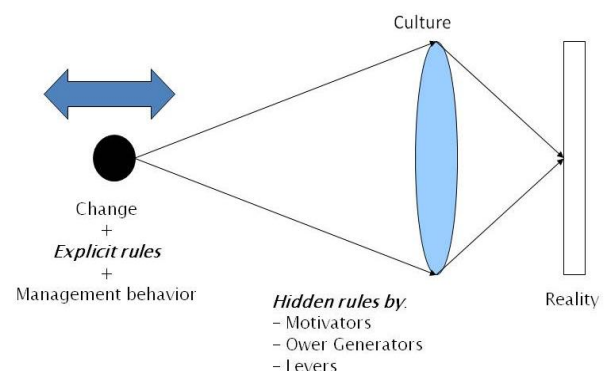 Culture
Change
+
Explicit rules
+
Management behavior
Hidden rules by.
– Motivators
– Ower Generators
– Levers
Reality